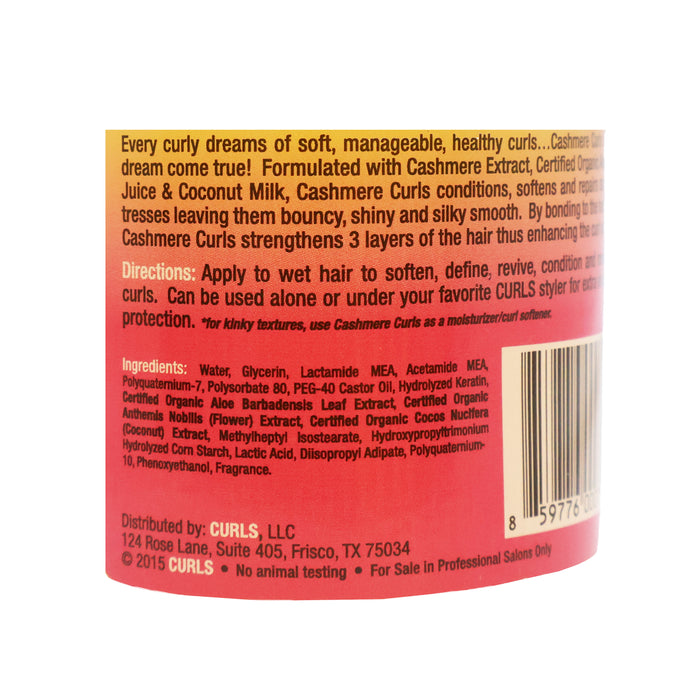 Every curly dreams of soft, manageable, healthy curls...Cashmere
dream come true! Formulated with Cashmere Extract, Certified Organic
Juice & Coconut Milk, Cashmere Curls conditions, softens and repairs
tresses leaving them bouncy, shiny and silky smooth. By bonding to the
Cashmere Curls strengthens 3 layers of the hair thus enhancing the
Directions: Apply to wet hair to soften, define, revive, condition and
curls. Can be used alone or under your favorite CURLS styler for extra
protection. *for kinky textures, use Cashmere Curls as a moisturizer/curl softener.
Ingredients: Water, Glycerin, Lactamide MEA, Acetamide MEA,
Polyquaternium-7, Polysorbate 80, PEG-40 Castor Oil, Hydrolyzed Keratin,
Certified Organic Aloe Barbadensis Leaf Extract, Certified Organic
Anthemis Nobilis (Flower) Extract, Certified Organic Cocos Nucifera
(Coconut) Extract, Methylheptyl Isostearate, Hydroxypropyltrimonium
Hydrolyzed Corn Starch, Lactic Acid, Diisopropyl Adipate, Polyquaternium-
10, Phenoxyethanol, Fragrance.
8 59776
Distributed by: CURLS, LLC
124 Rose Lane, Suite 405, Frisco, TX 75034
© 2015 CURLS • No animal testing • For Sale in Professional Salons Only